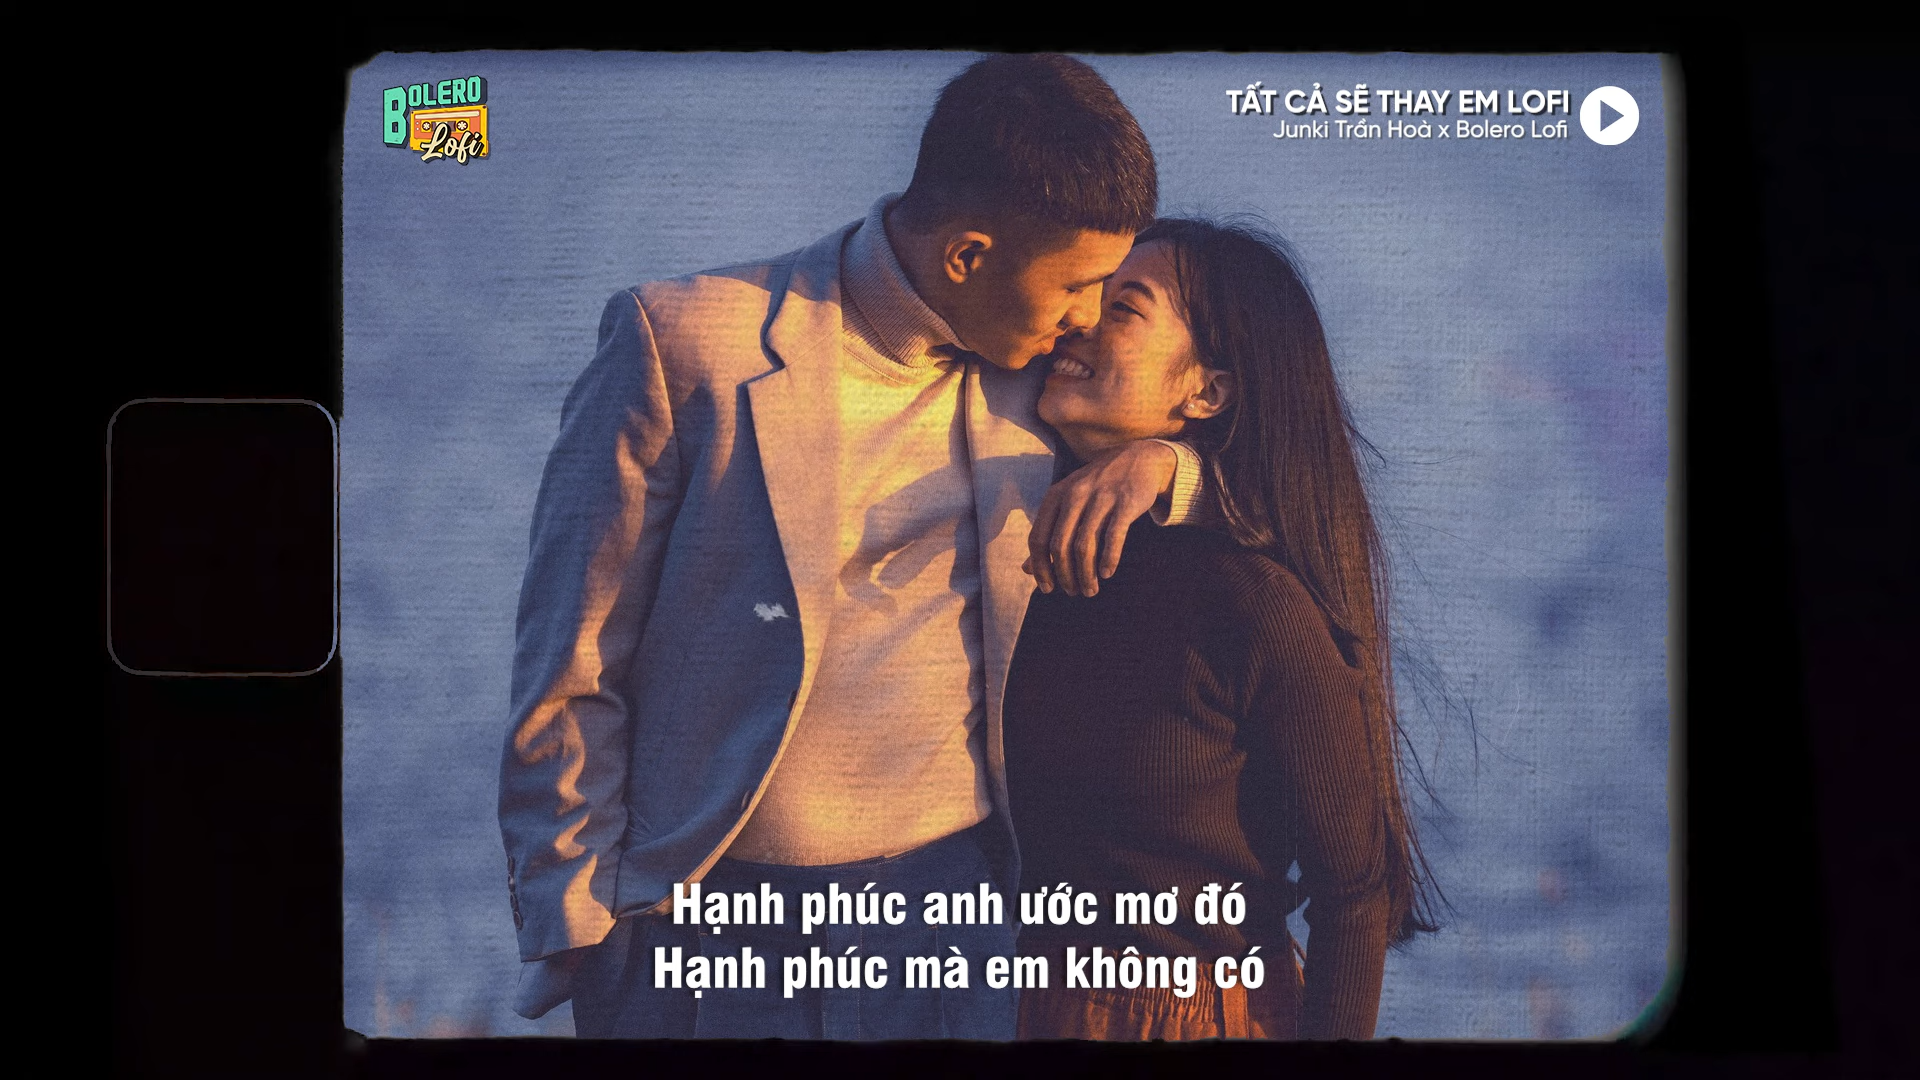 BOLERO
Lofi
TẤT CẢ SẼ THAY EM LOFI
Junki Trần Hoà x Bolero Lofi
Hạnh phúc anh ước mơ đó
Hạnh phúc mà em không có